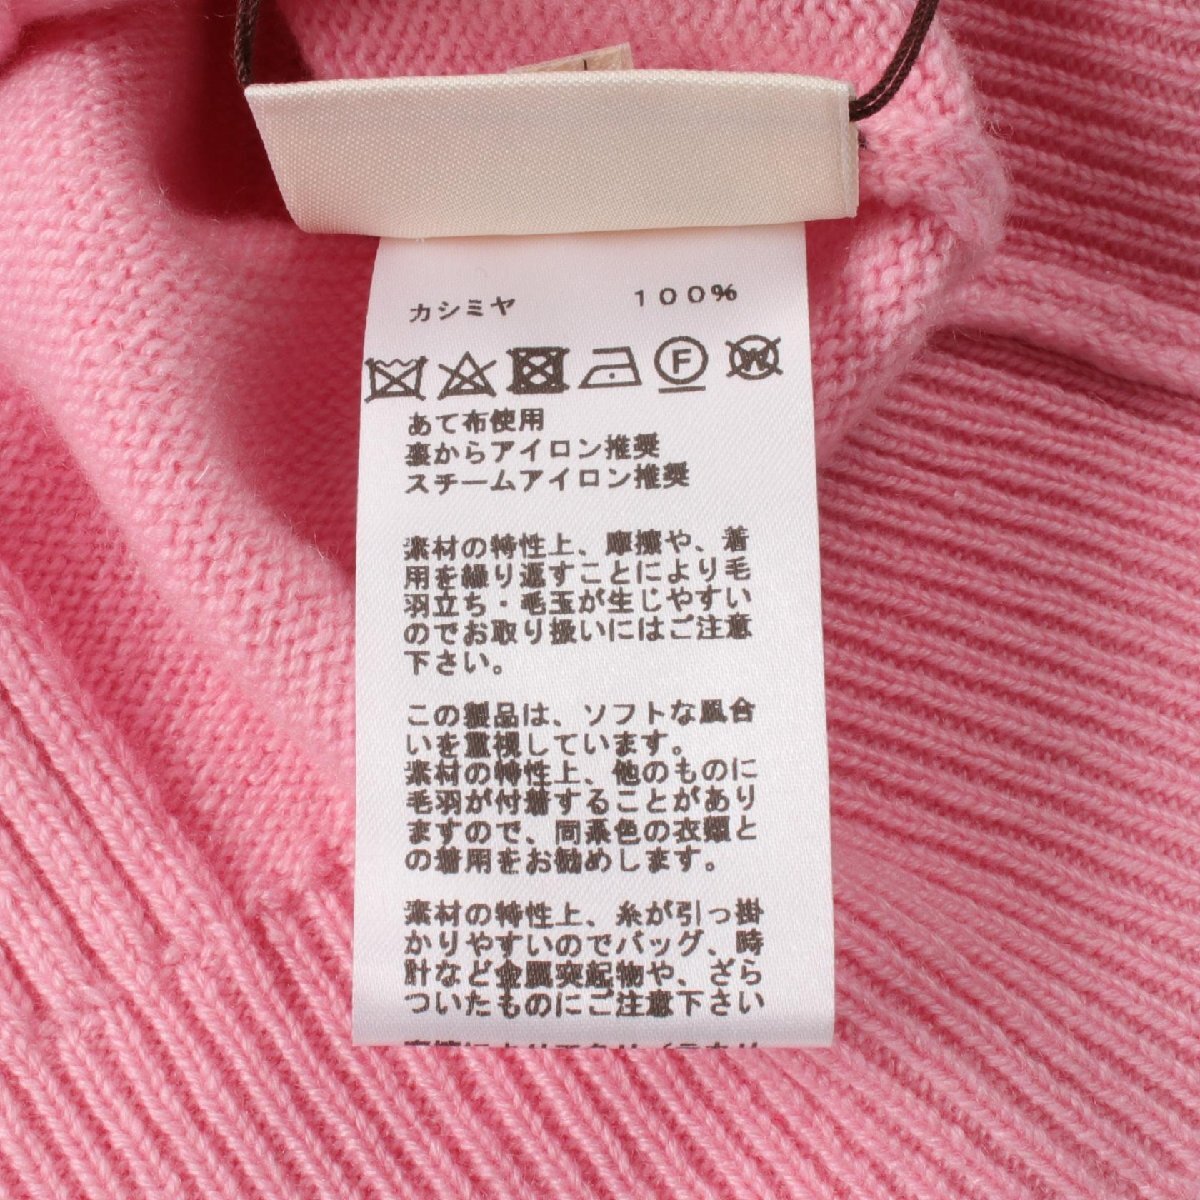 カシミヤ １００％
F W
あて布使用
裏からアイロン推奨
スチームアイロン推奨
素材の特性上、摩擦や、着
用を繰り返すことにより毛
羽立ち・毛玉が生じやすい
のでお取り扱いにはご注意
下さい。
この製品は、ソフトな風合
いを重視しています。
素材の特性上、他のものに
毛羽が付着することがあり
ますので、同系色の衣類と
の着用をお勧めします。
素材の特性上、糸が引っ掛
かりやすいのでバッグ、時
計など金属突起物や、ざら
ついたものにご注意下さい